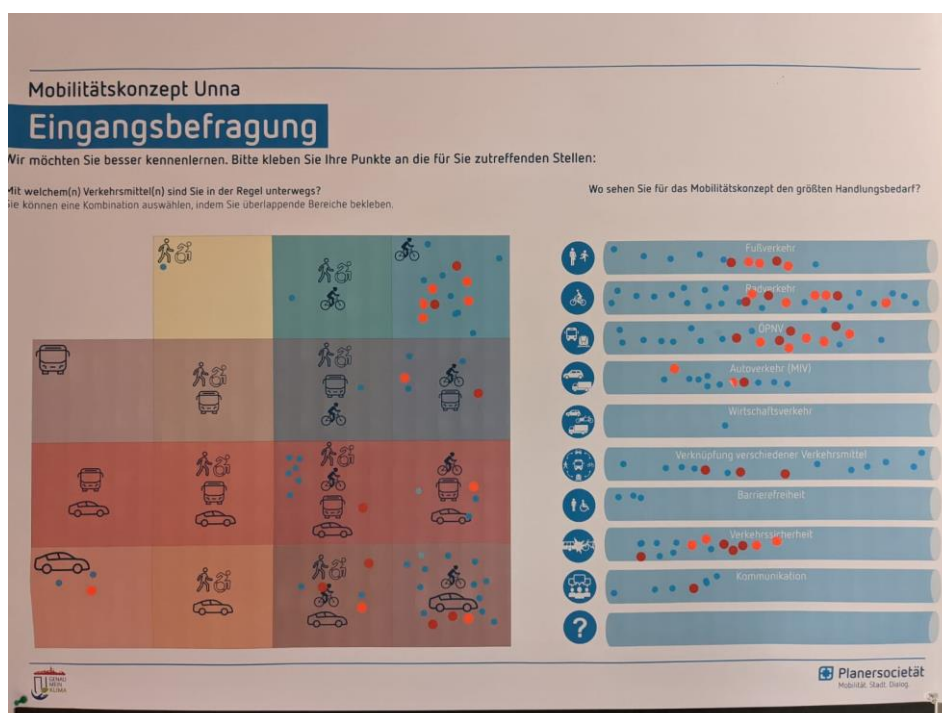 Mobilitätskonzept Unna
Eingangsbefragung
Wir möchten Sie besser kennenlernen. Bitte kleben Sie Ihre Punkte an die für Sie zutreffenden Stellen:
Mit welchem(n) Verkehrsmittel(n) sind Sie in der Regel unterwegs?
Sie können eine Kombination auswählen, indem Sie überlappende Bereiche bekleben.
Wo sehen Sie für das Mobilitätskonzept den größten Handlungsbedarf?
Fußverkehr
Radverkehr
ÖPNV
Autoverkehr (MIV)
Wirtschaftsverkehr
Verknüpfung verschiedener Verkehrsmittel
Barrierefreiheit
Verkehrssicherheit
Kommunikation
?
GENAU
MEIN
KLIMA
Planersocietät
Mobilität. Stadt. Dialog.